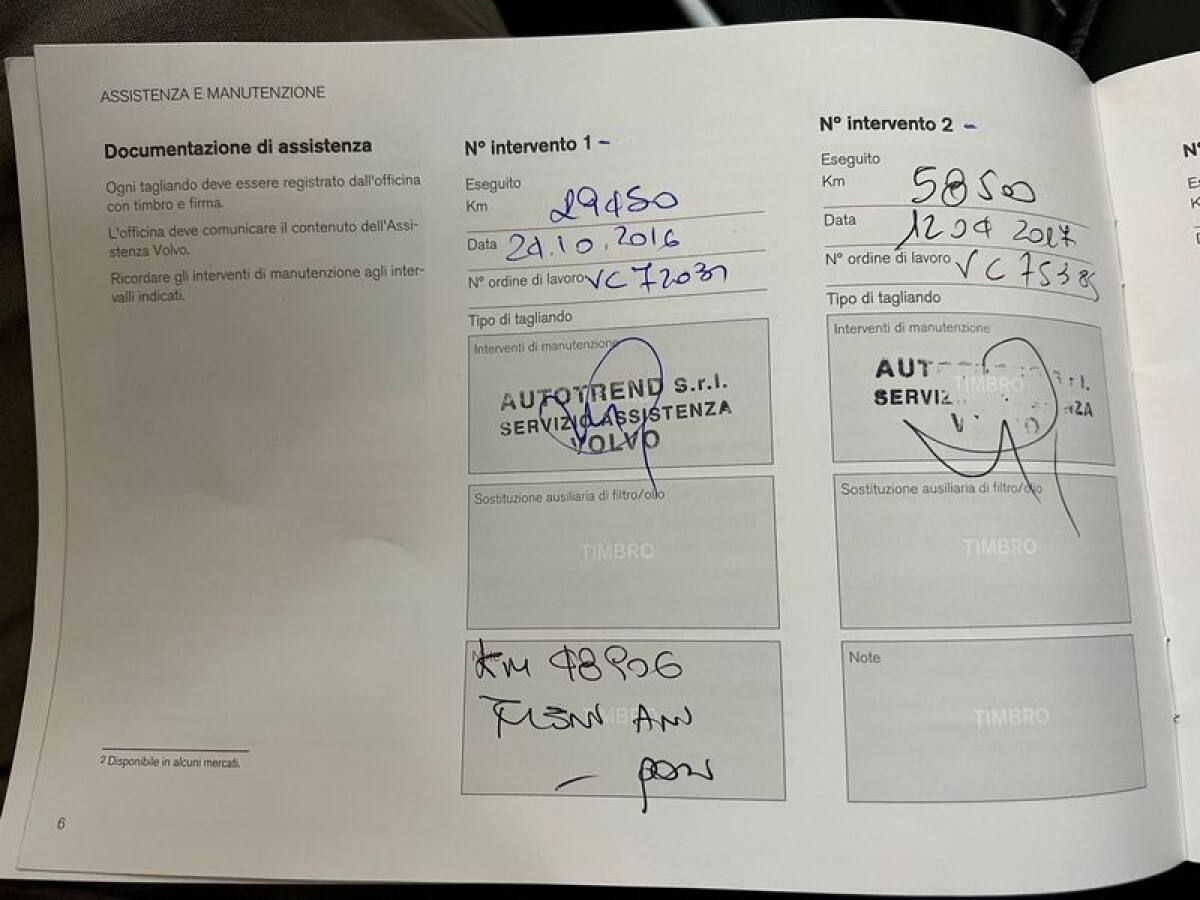 ASSISTENZA E MANUTENZIONE
Documentazione di assistenza
Ogni tagliando deve essere registrato dall'officina
con timbro e firma.
L'officina deve comunicare il contenuto dell'Assi-
stenza Volvo.
Ricordare gli interventi di manutenzione agli inter-
valli indicati.
2 Disponibile in alcuni mercati.
6
N° intervento 1 -
Eseguito
Km 29450
Data 2 .10.2016
N° ordine di lavoro VC72031
Tipo di tagliando
Interventi di manutenzione
AUTOTREND S.r.l.
SERVIZIO ASSISTENZA
VOLVO
Sostituzione ausiliaria di filtro/olio
TIMBRO
Km 48906
N° intervento 2 -
Eseguito
Km 58500
Data 12 04 2017
N° ordine di lavoro VC 75385
Tipo di tagliando
Interventi di manutenzione
TIMBRO
Sostituzione ausiliaria di filtro/olio
TIMBRO
Note
TIMBRO